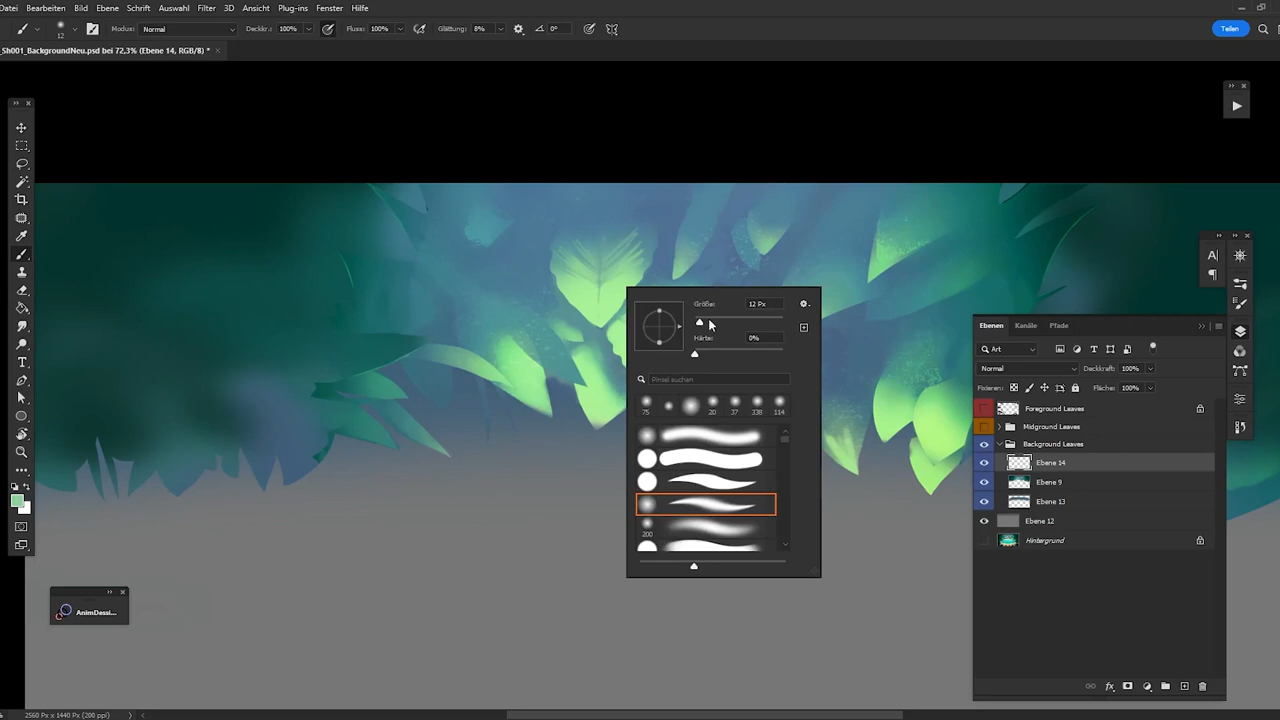 Datei Bearbeiten Bild Ebene Schrift Auswahl Filter 3D Ansicht Plug-ins Fenster Hilfe
12 Modus: Normal Deckkr.: 100% Fluss: 100% Glättung: 8% 0° Teilen
_Sh001_BackgroundNeu.psd bei 72,3% (Ebene 14, RGB/8) *
Größe: 12 Px
Härte: 0%
Pinsel suchen
75 20 37 338 114
200
Ebenen Kanäle Pfade
Art
Normal Deckkraft: 100%
Fixieren: Fläche: 100%
Foreground Leaves
Midground Leaves
Background Leaves
Ebene 14
Ebene 9
Ebene 13
Ebene 12
Hintergrund
AnimDessi...
2560 Px x 1440 Px (200 ppi)